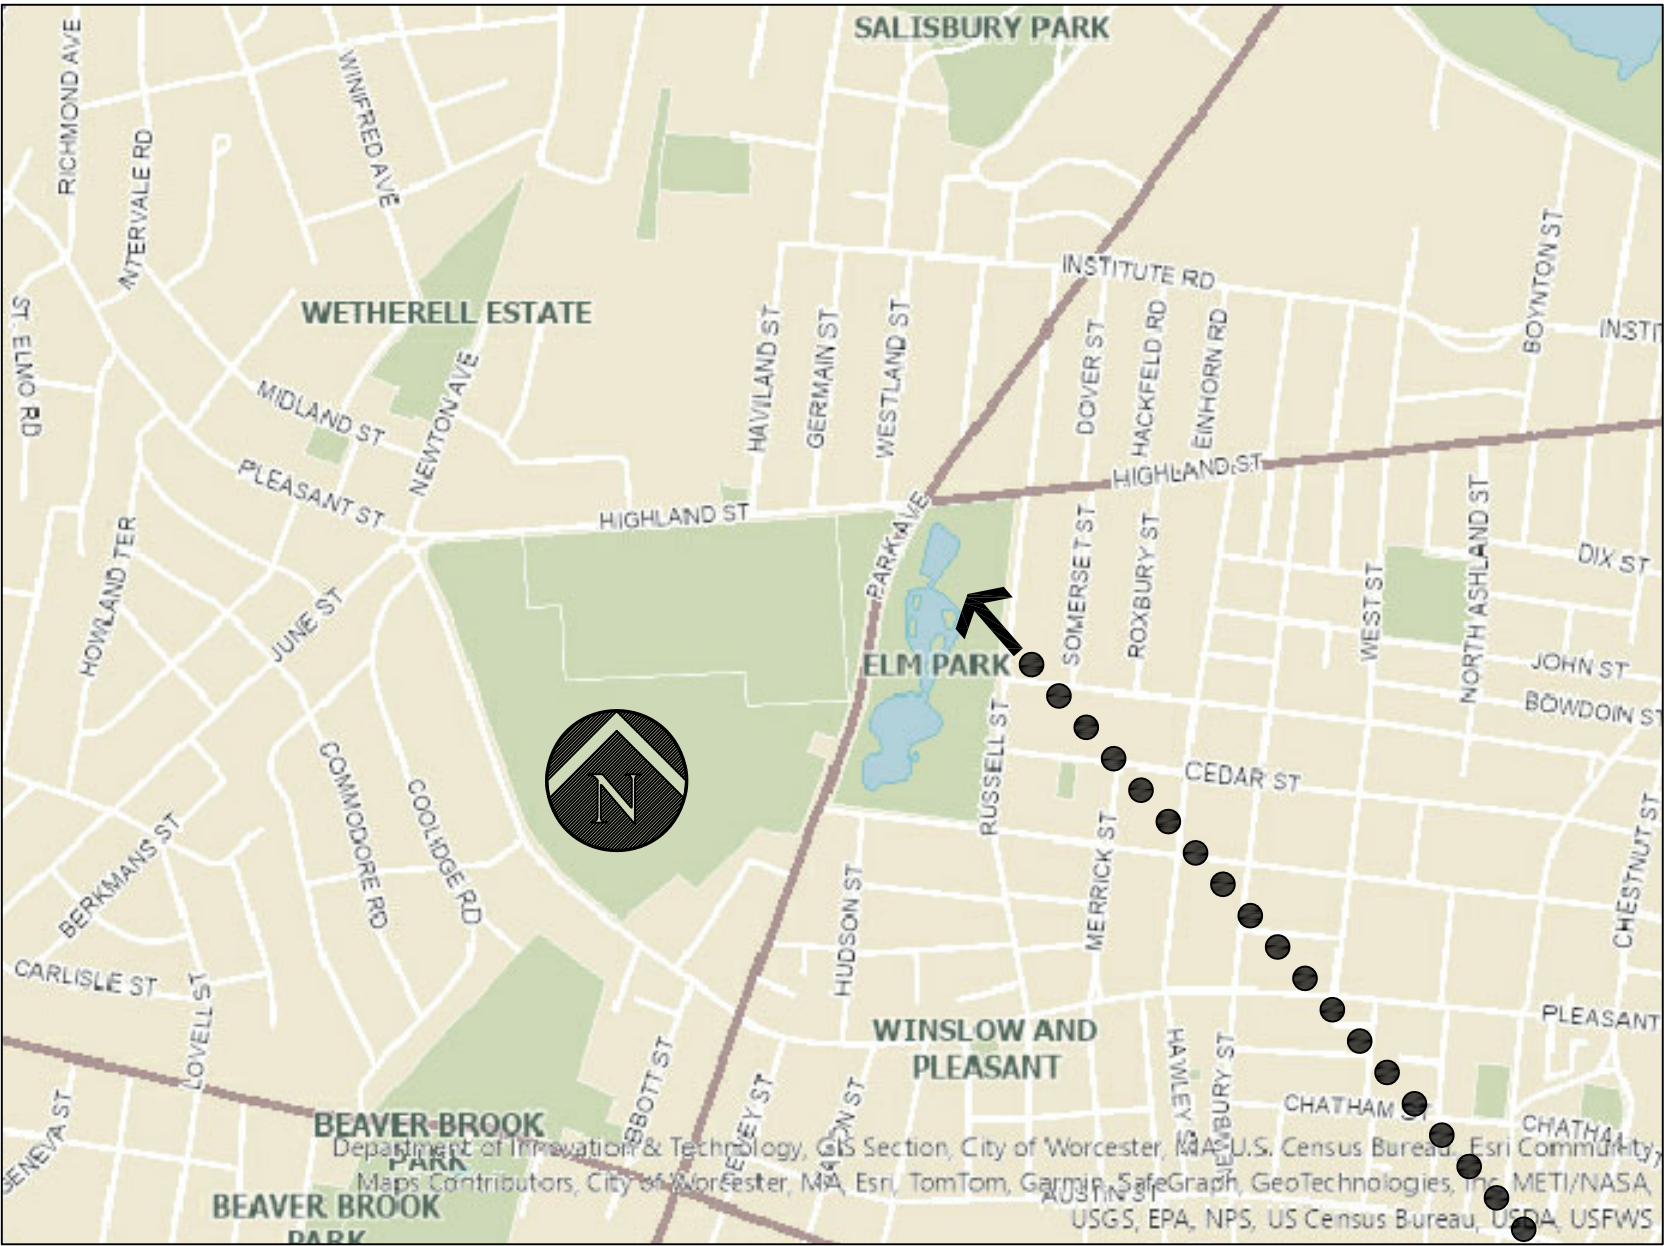 SALISBURY PARK
RICHMOND AVE
INTERVALE RD
WINIFRED AVE
INSTITUTE RD
BOYNTON ST
INSTI
WETHERELL ESTATE
ST. ELMO RD
MIDLAND ST
NEWTON AVE
HAVILAND ST
GERMAIN ST
WESTLAND ST
DOVER ST
HACKFELD RD
EINHORN RD
HIGHLAND ST
PLEASANT ST
HIGHLAND ST
PARK AVE
HOWLAND TER
JUNE ST
SOMERSET ST
ROXBURY ST
WEST ST
NORTH ASHLAND ST
DIX ST
ELM PARK
JOHN ST
BOWDOIN ST
N
RUSSELL ST
CEDAR ST
COMMODORE RD
COOLIDGE RD
BERKMANS ST
MERRICK ST
HUDSON ST
CHESTNUT ST
CARLISLE ST
LOVELL ST
WINSLOW AND
PLEASANT
PLEASANT
HAWLEY ST
EWBURY ST
GENEVA ST
BBOTT ST
CHATHAM ST
CHATHAM
BEAVER BROOK
PARK
Department of Innovation & Technology, GIS Section, City of Worcester, MA, U.S. Census Bureau, Esri Community
Maps Contributors, City of Worcester, MA, Esri, TomTom, Garmin, SafeGraph, GeoTechnologies, Inc, METI/NASA,
AUSTIN ST
USGS, EPA, NPS, US Census Bureau, USDA, USFWS
BEAVER BROOK
PARK